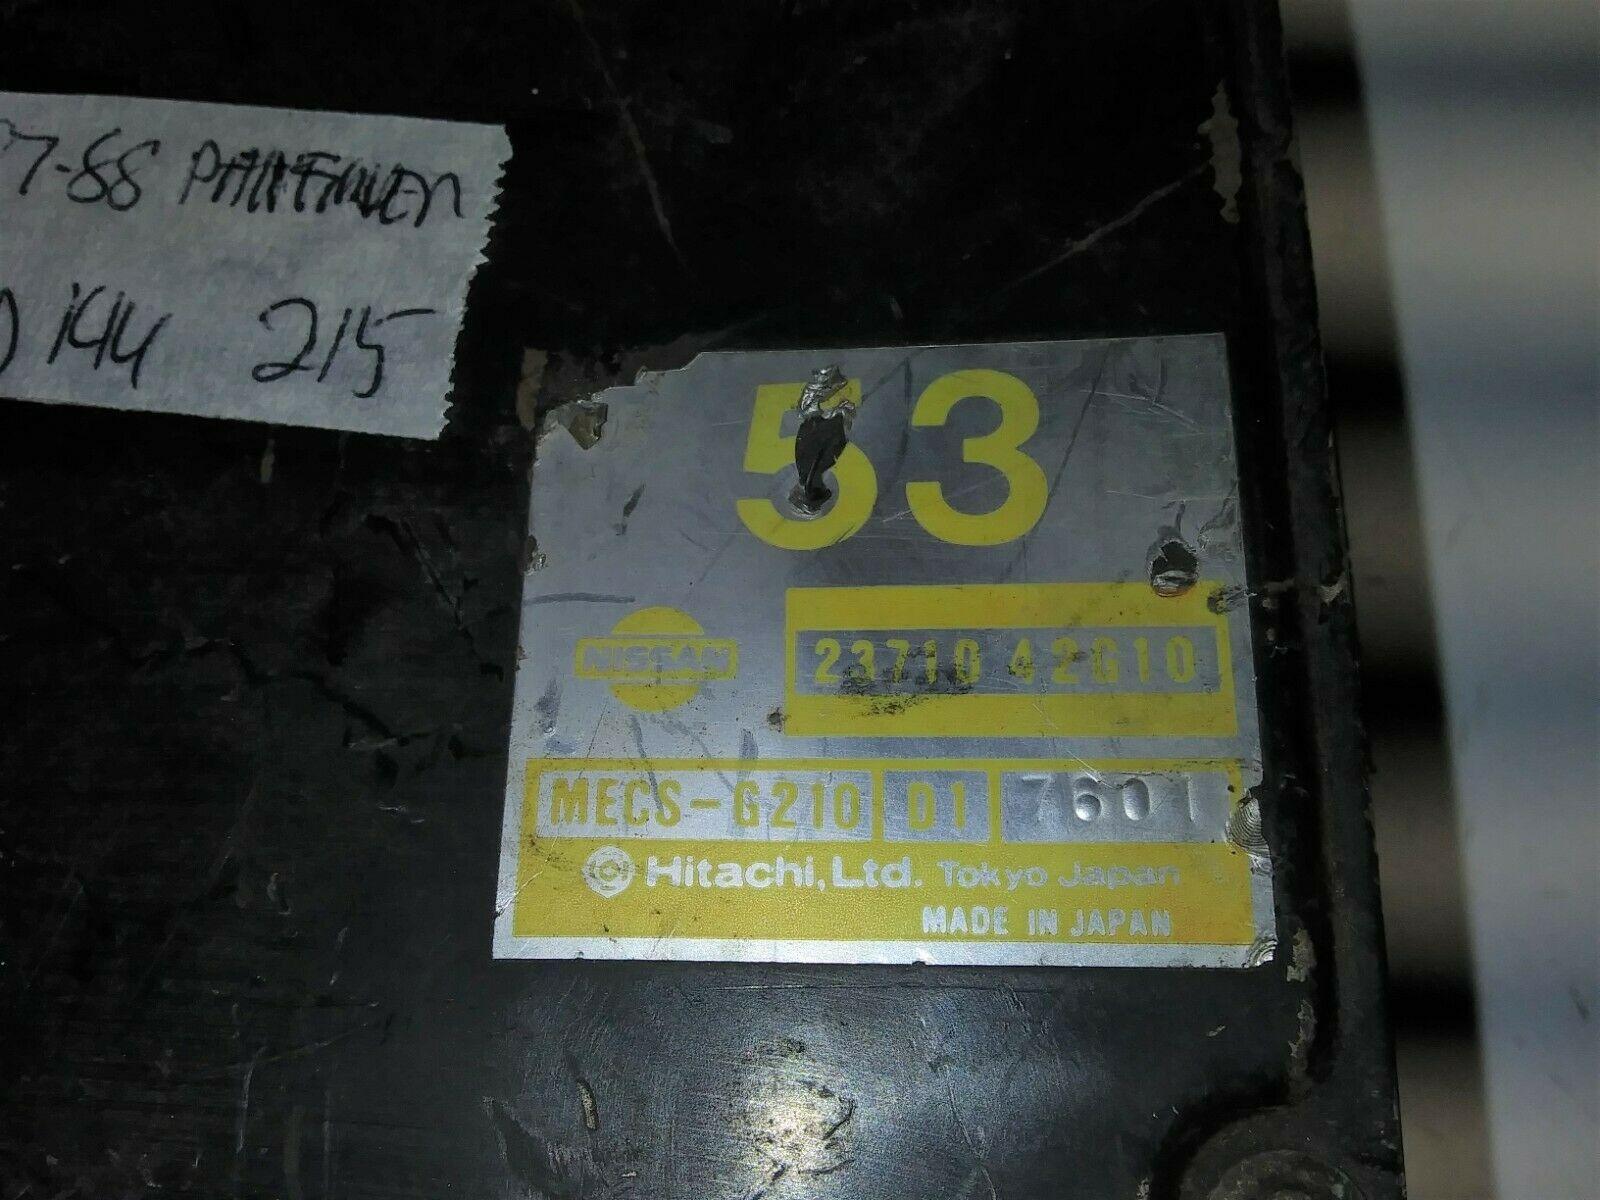 7-88 PATHFINDER
144 215
53
NISSAN
23710 42G10
MECS-G210 D1 7601
Hitachi, Ltd. Tokyo Japan
MADE IN JAPAN